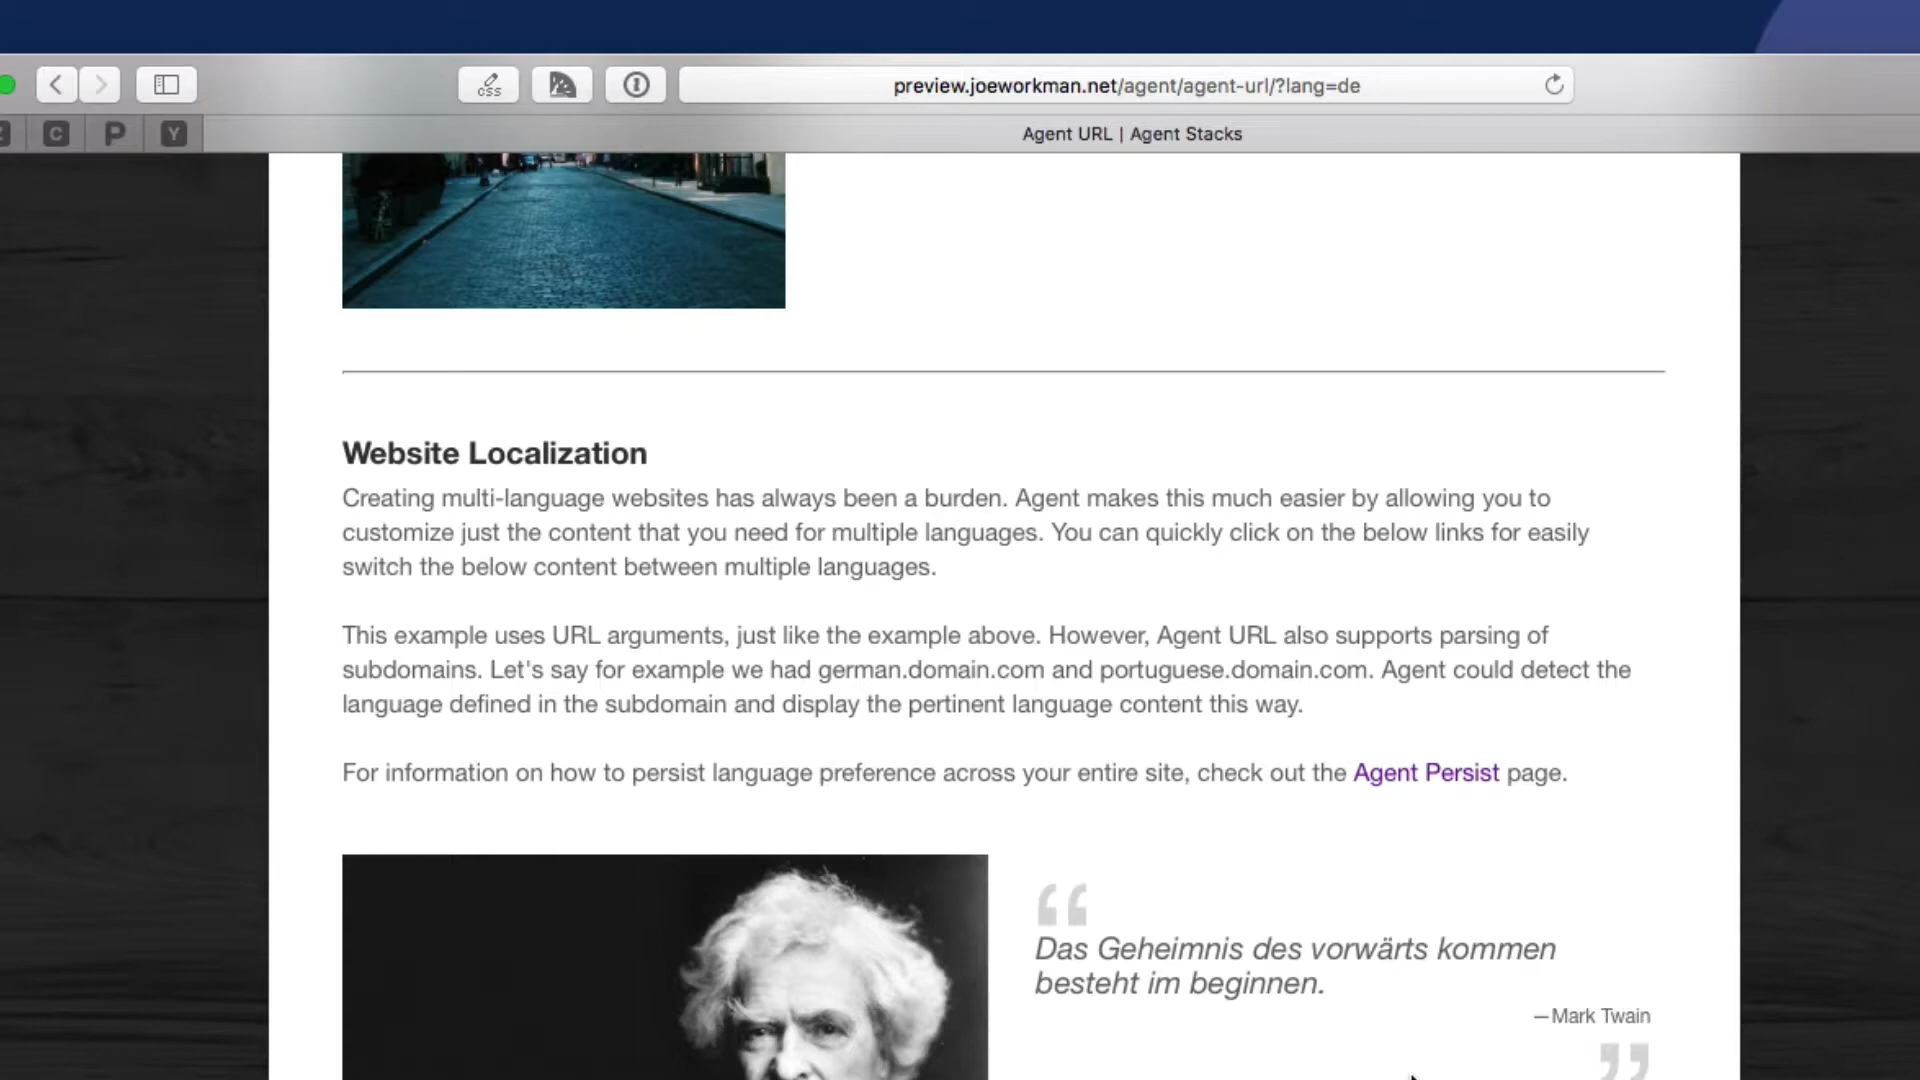 css
preview.joeworkman.net/agent/agent-url/?lang=de
C P Y
Agent URL | Agent Stacks
Website Localization
Creating multi-language websites has always been a burden. Agent makes this much easier by allowing you to
customize just the content that you need for multiple languages. You can quickly click on the below links for easily
switch the below content between multiple languages.
This example uses URL arguments, just like the example above. However, Agent URL also supports parsing of
subdomains. Let's say for example we had german.domain.com and portuguese.domain.com. Agent could detect the
language defined in the subdomain and display the pertinent language content this way.
For information on how to persist language preference across your entire site, check out the Agent Persist page.
“
Das Geheimnis des vorwärts kommen
besteht im beginnen.
—Mark Twain
”